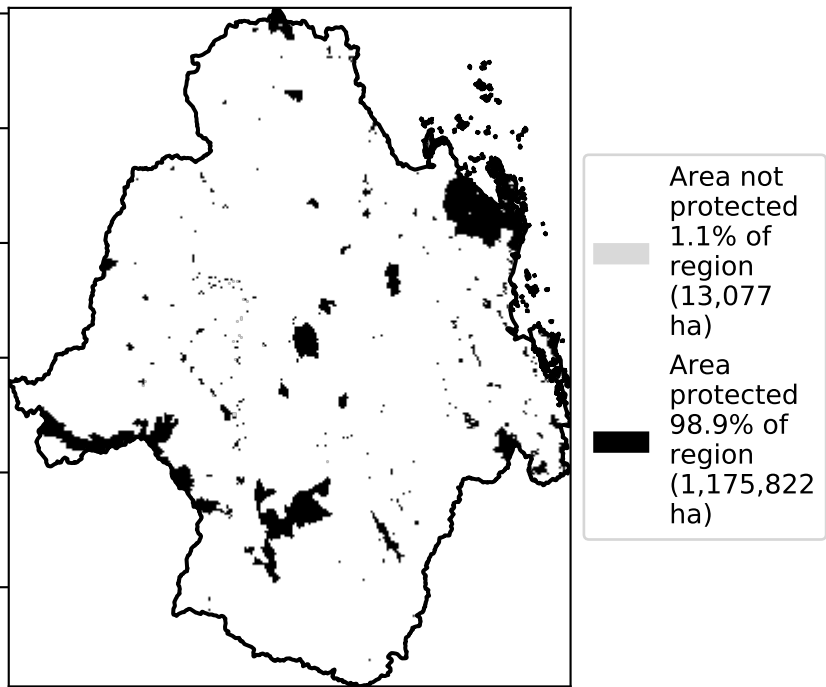 Area not
protected
1.1% of
region
(13,077
ha)
Area
protected
98.9% of
region
(1,175,822
ha)